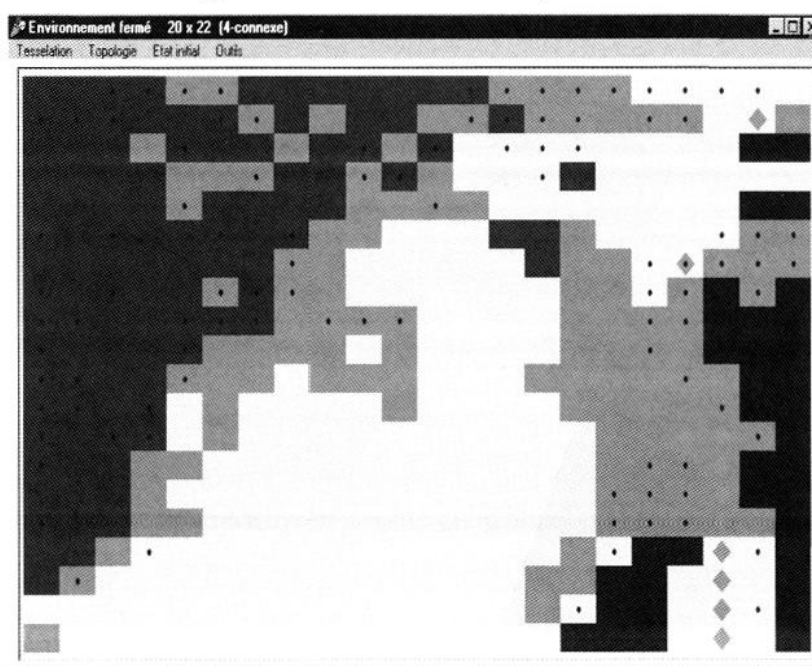 Environnement fermé 20 x 22 (4-connexe)
Tesselation Topologie Etat initial Outils